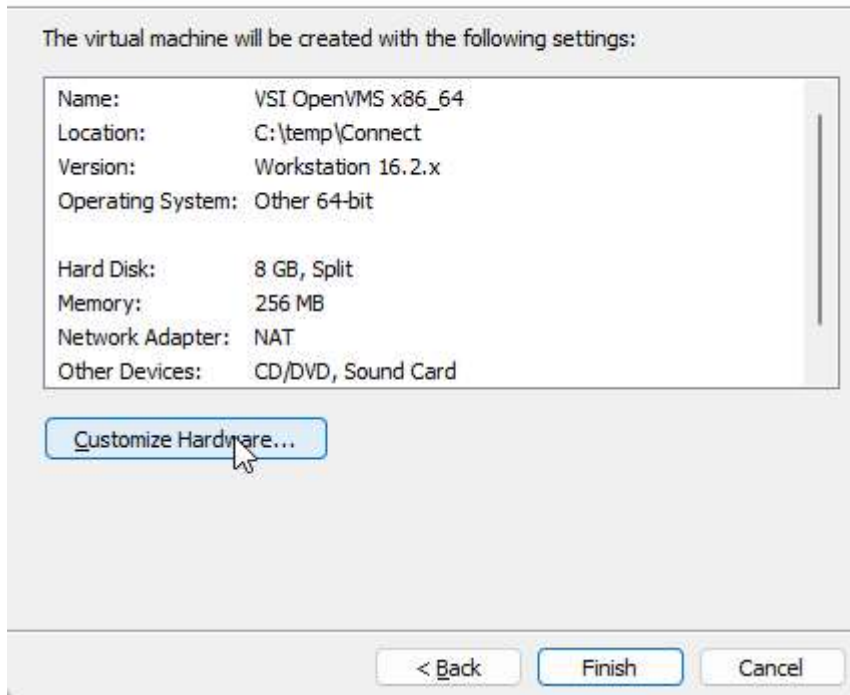 The virtual machine will be created with the following settings:
Name: VSI OpenVMS x86_64
Location: C:\temp\Connect
Version: Workstation 16.2.x
Operating System: Other 64-bit
Hard Disk: 8 GB, Split
Memory: 256 MB
Network Adapter: NAT
Other Devices: CD/DVD, Sound Card
Customize Hardware...
< Back Finish Cancel